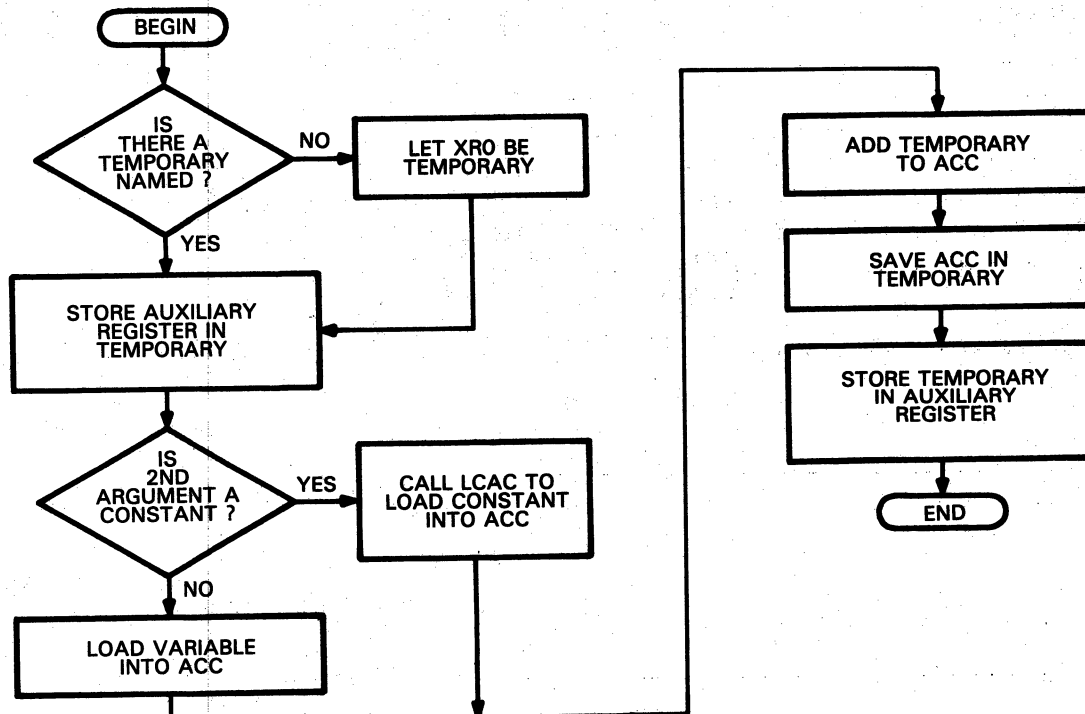 BEGIN
IS
THERE A
TEMPORARY
NAMED ?
NO
LET XR0 BE
TEMPORARY
YES
STORE AUXILIARY
REGISTER IN
TEMPORARY
IS
2ND
ARGUMENT A
CONSTANT ?
YES
CALL LCAC TO
LOAD CONSTANT
INTO ACC
NO
LOAD VARIABLE
INTO ACC
ADD TEMPORARY
TO ACC
SAVE ACC IN
TEMPORARY
STORE TEMPORARY
IN AUXILIARY
REGISTER
END